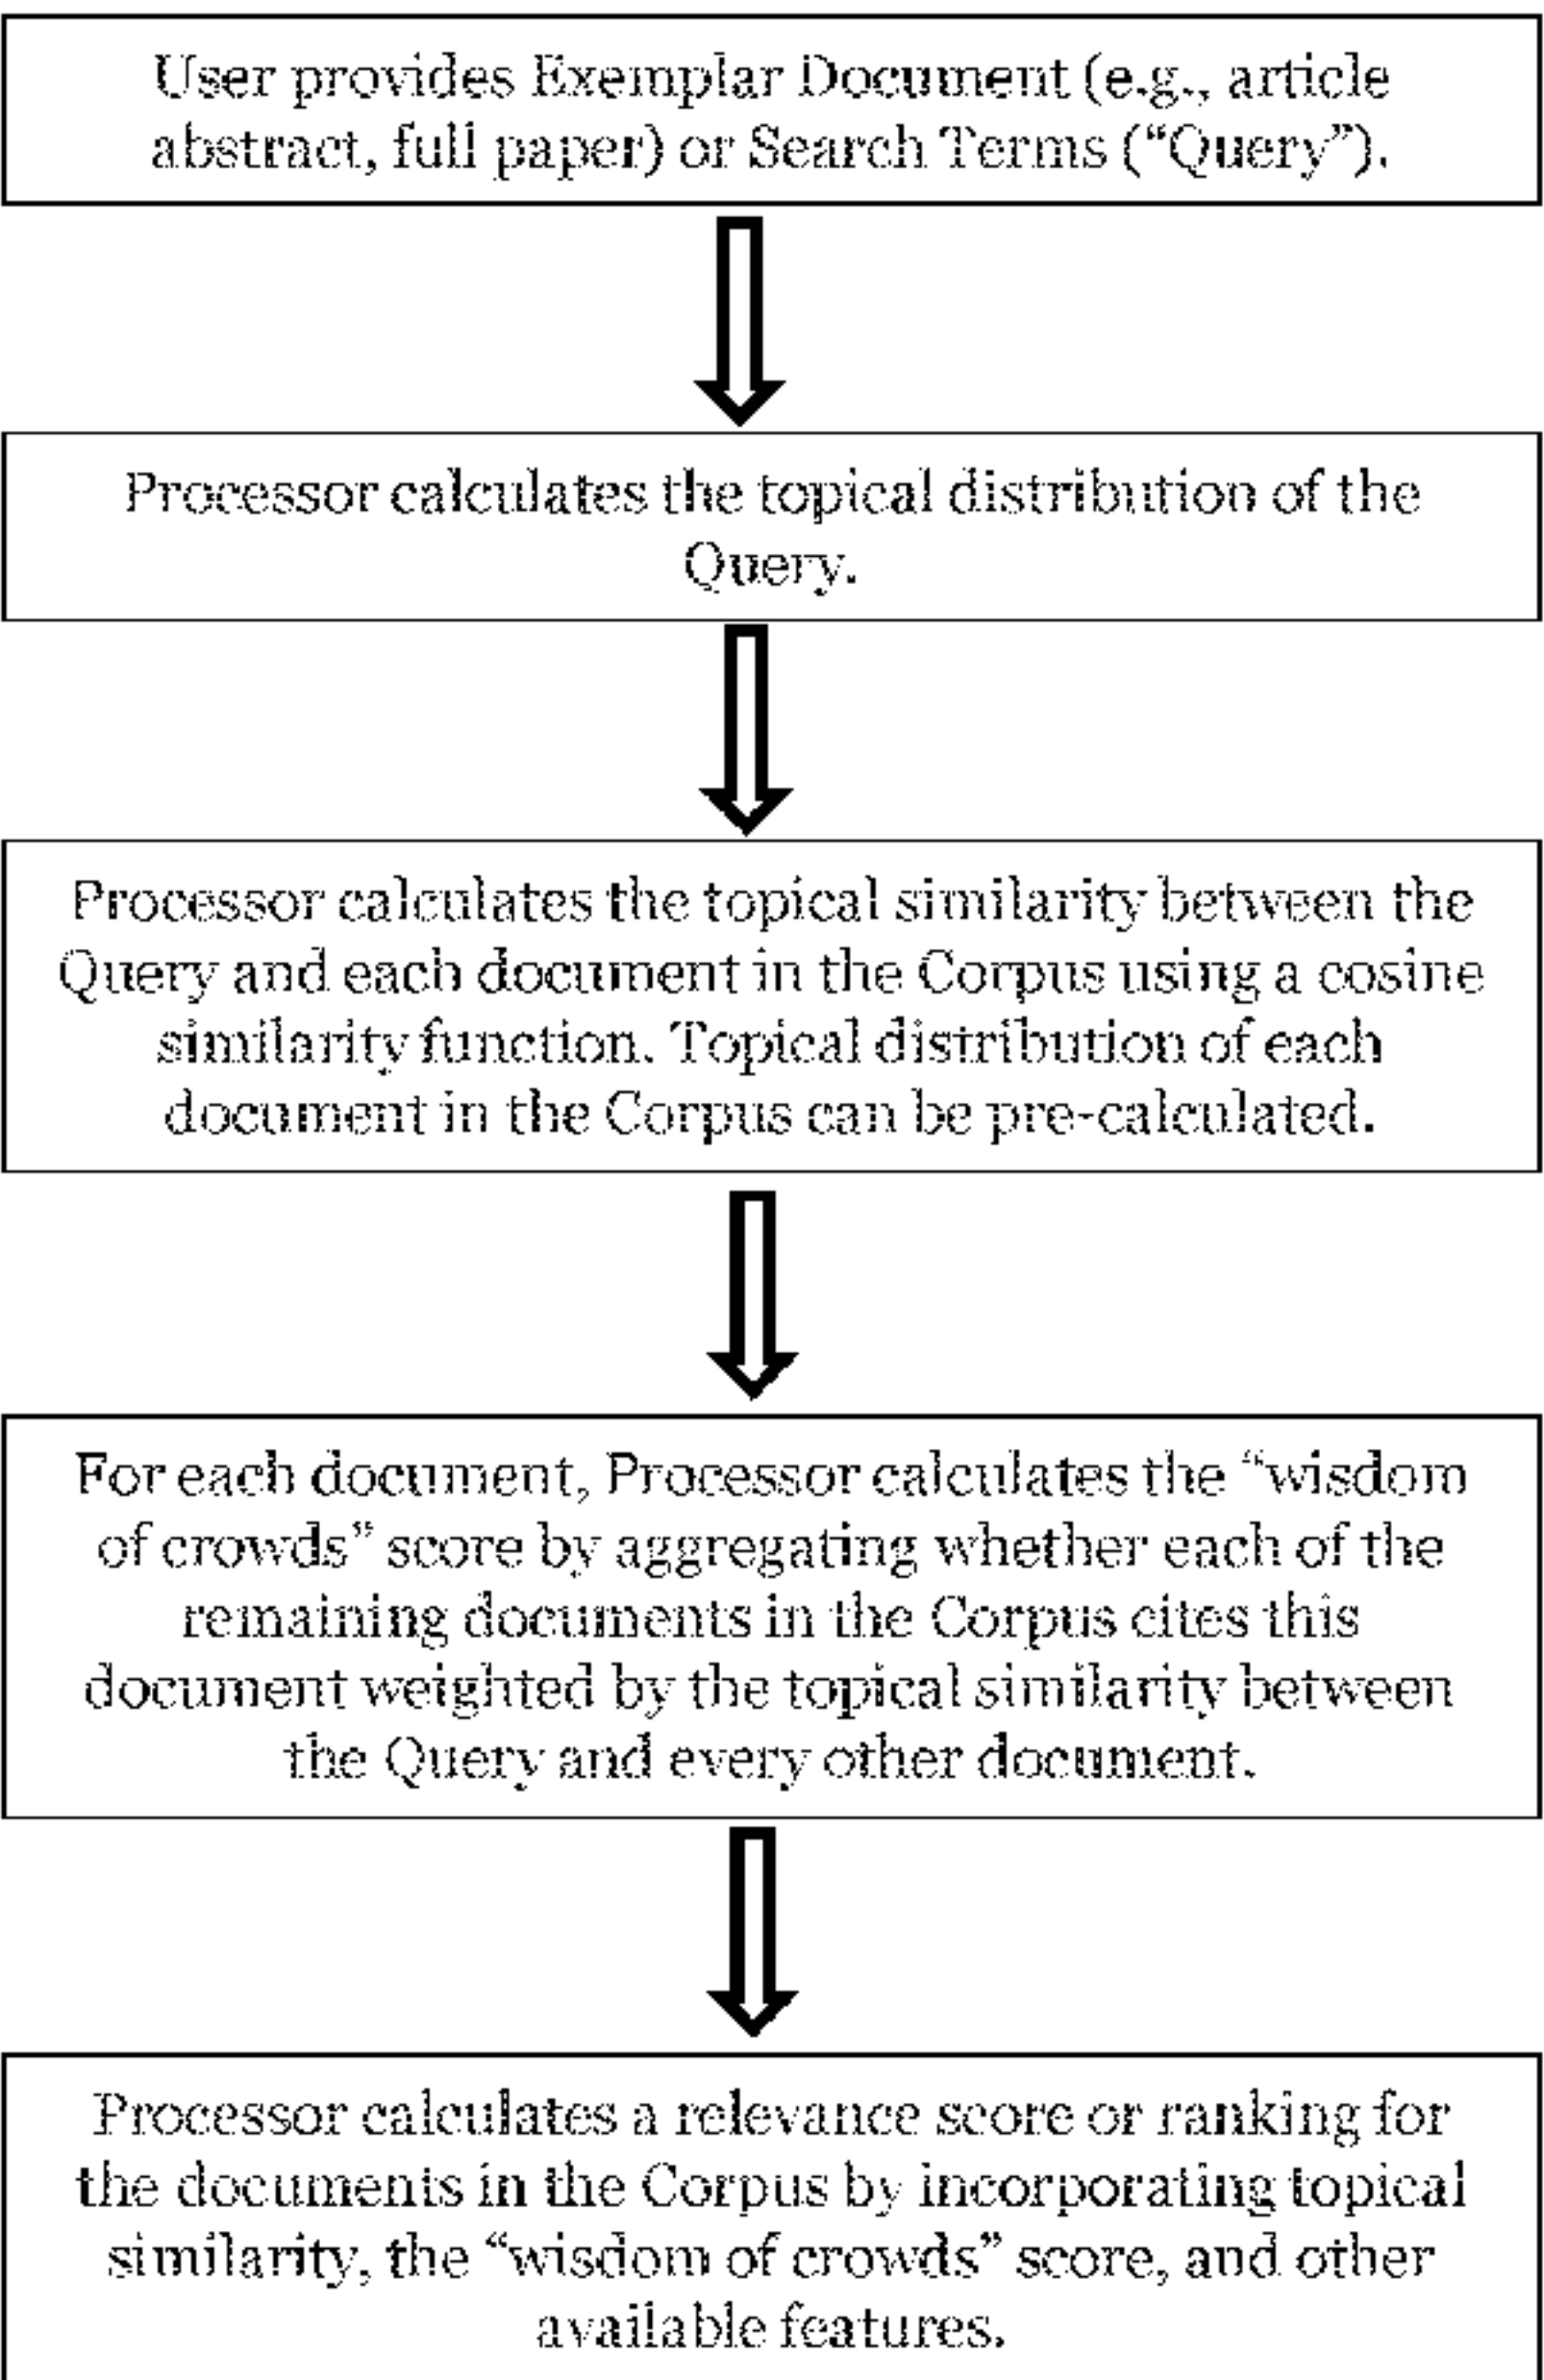 User provides Exemplar Document (e.g., article
abstract, full paper) or Search Terms (“Query”).
Processor calculates the topical distribution of the
Query.
Processor calculates the topical similarity between the
Query and each document in the Corpus using a cosine
similarity function. Topical distribution of each
document in the Corpus can be pre-calculated.
For each document, Processor calculates the “wisdom
of crowds” score by aggregating whether each of the
remaining documents in the Corpus cites this
document weighted by the topical similarity between
the Query and every other document.
Processor calculates a relevance score or ranking for
the documents in the Corpus by incorporating topical
similarity, the “wisdom of crowds” score, and other
available features.